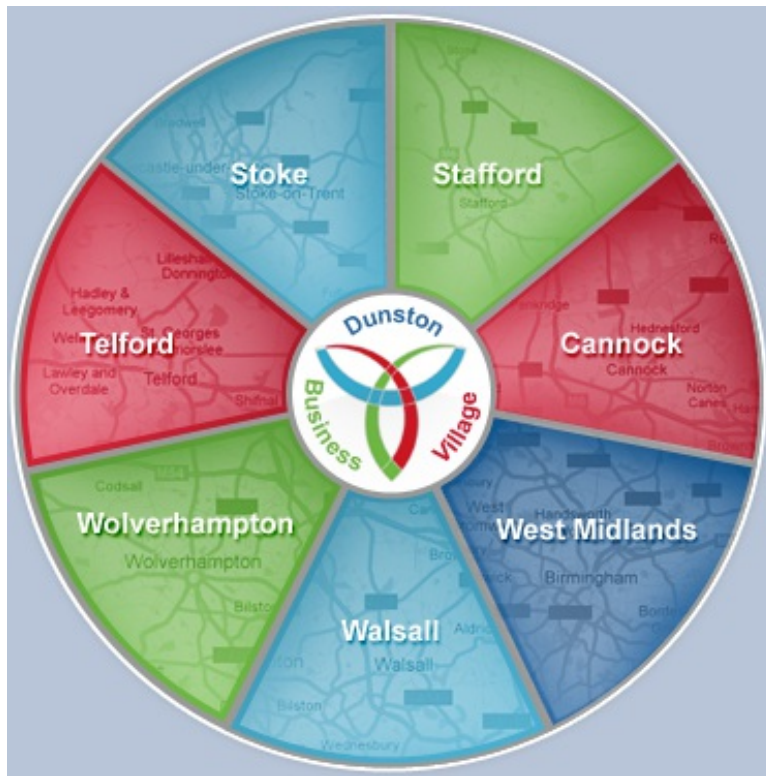 Stone
Stafford
Stafford
Bradwell
Stoke
Stoke-on-Trent
Cannock
Hednesford
Cannock
Norton
Canes
West Midlands
West
Handsworth
Birmingham
Walsall
Walsall
Bilston
Wednesbury
Wolverhampton
Codsall
Wolverhampton
Bilston
Telford
Lilleshall
Donnington
Hadley &
Leegomery
St. Georges
Lawley and
Overdale
Telford
Shifnal
Dunston
Business
Village